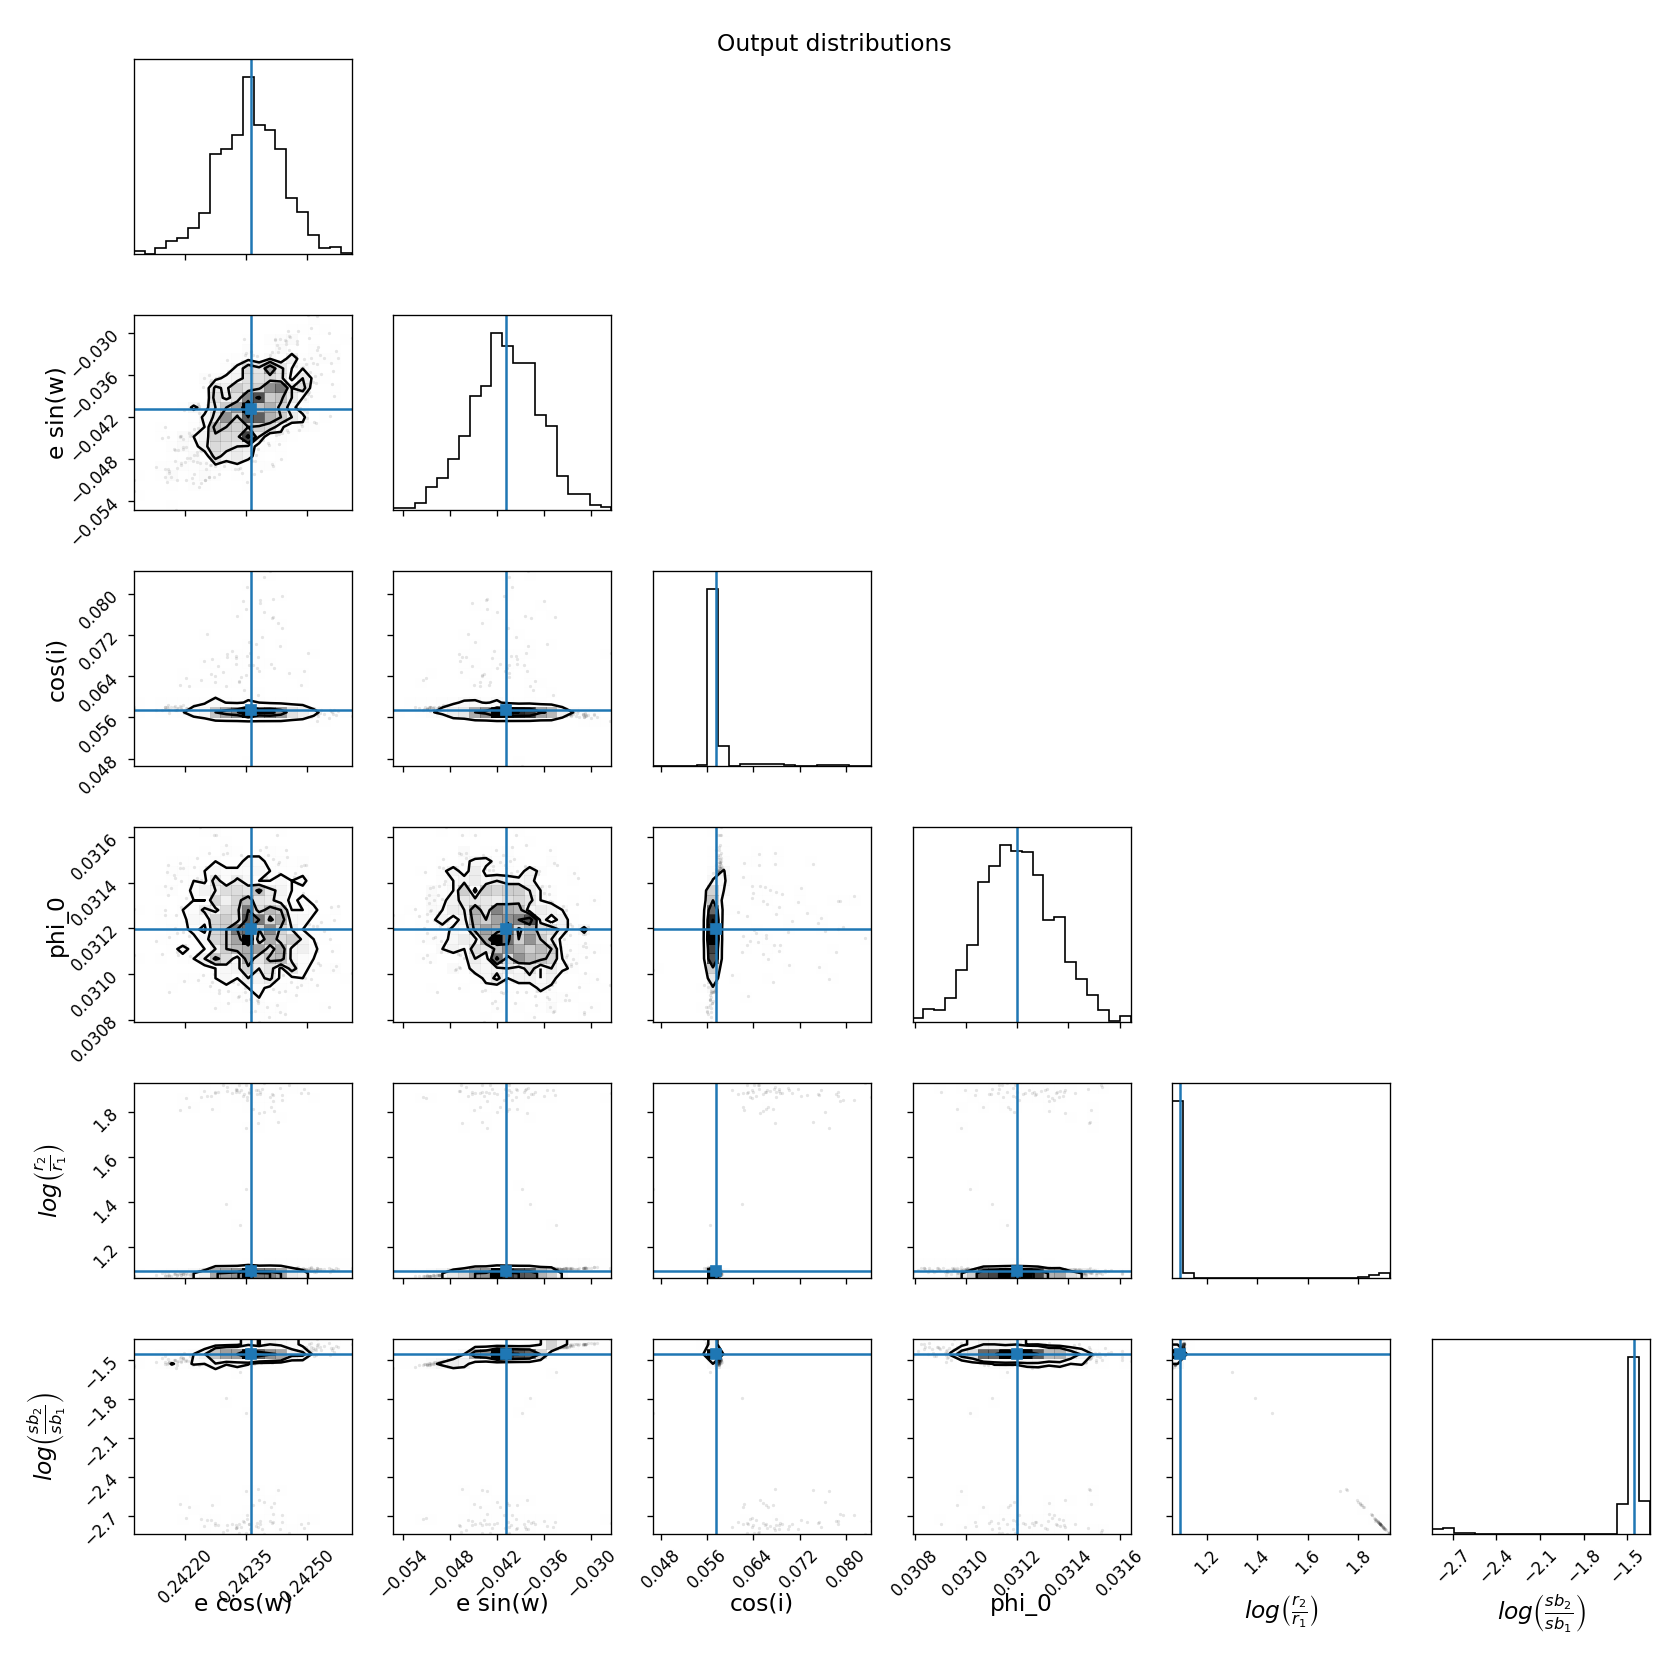 Output distributions
e sin(w)
−0.030
−0.036
−0.042
−0.048
−0.054
cos(i)
0.080
0.072
0.064
0.056
0.048
phi_0
0.0316
0.0314
0.0312
0.0310
0.0308
log(r2/r1)
1.8
1.6
1.4
1.2
log(sb2/sb1)
−1.5
−1.8
−2.1
−2.4
−2.7
0.24220 0.24235 0.24250
e cos(w)
−0.054 −0.048 −0.042 −0.036 −0.030
e sin(w)
0.048 0.056 0.064 0.072 0.080
cos(i)
0.0308 0.0310 0.0312 0.0314 0.0316
phi_0
1.2 1.4 1.6 1.8
log(r2/r1)
−2.7 −2.4 −2.1 −1.8 −1.5
log(sb2/sb1)